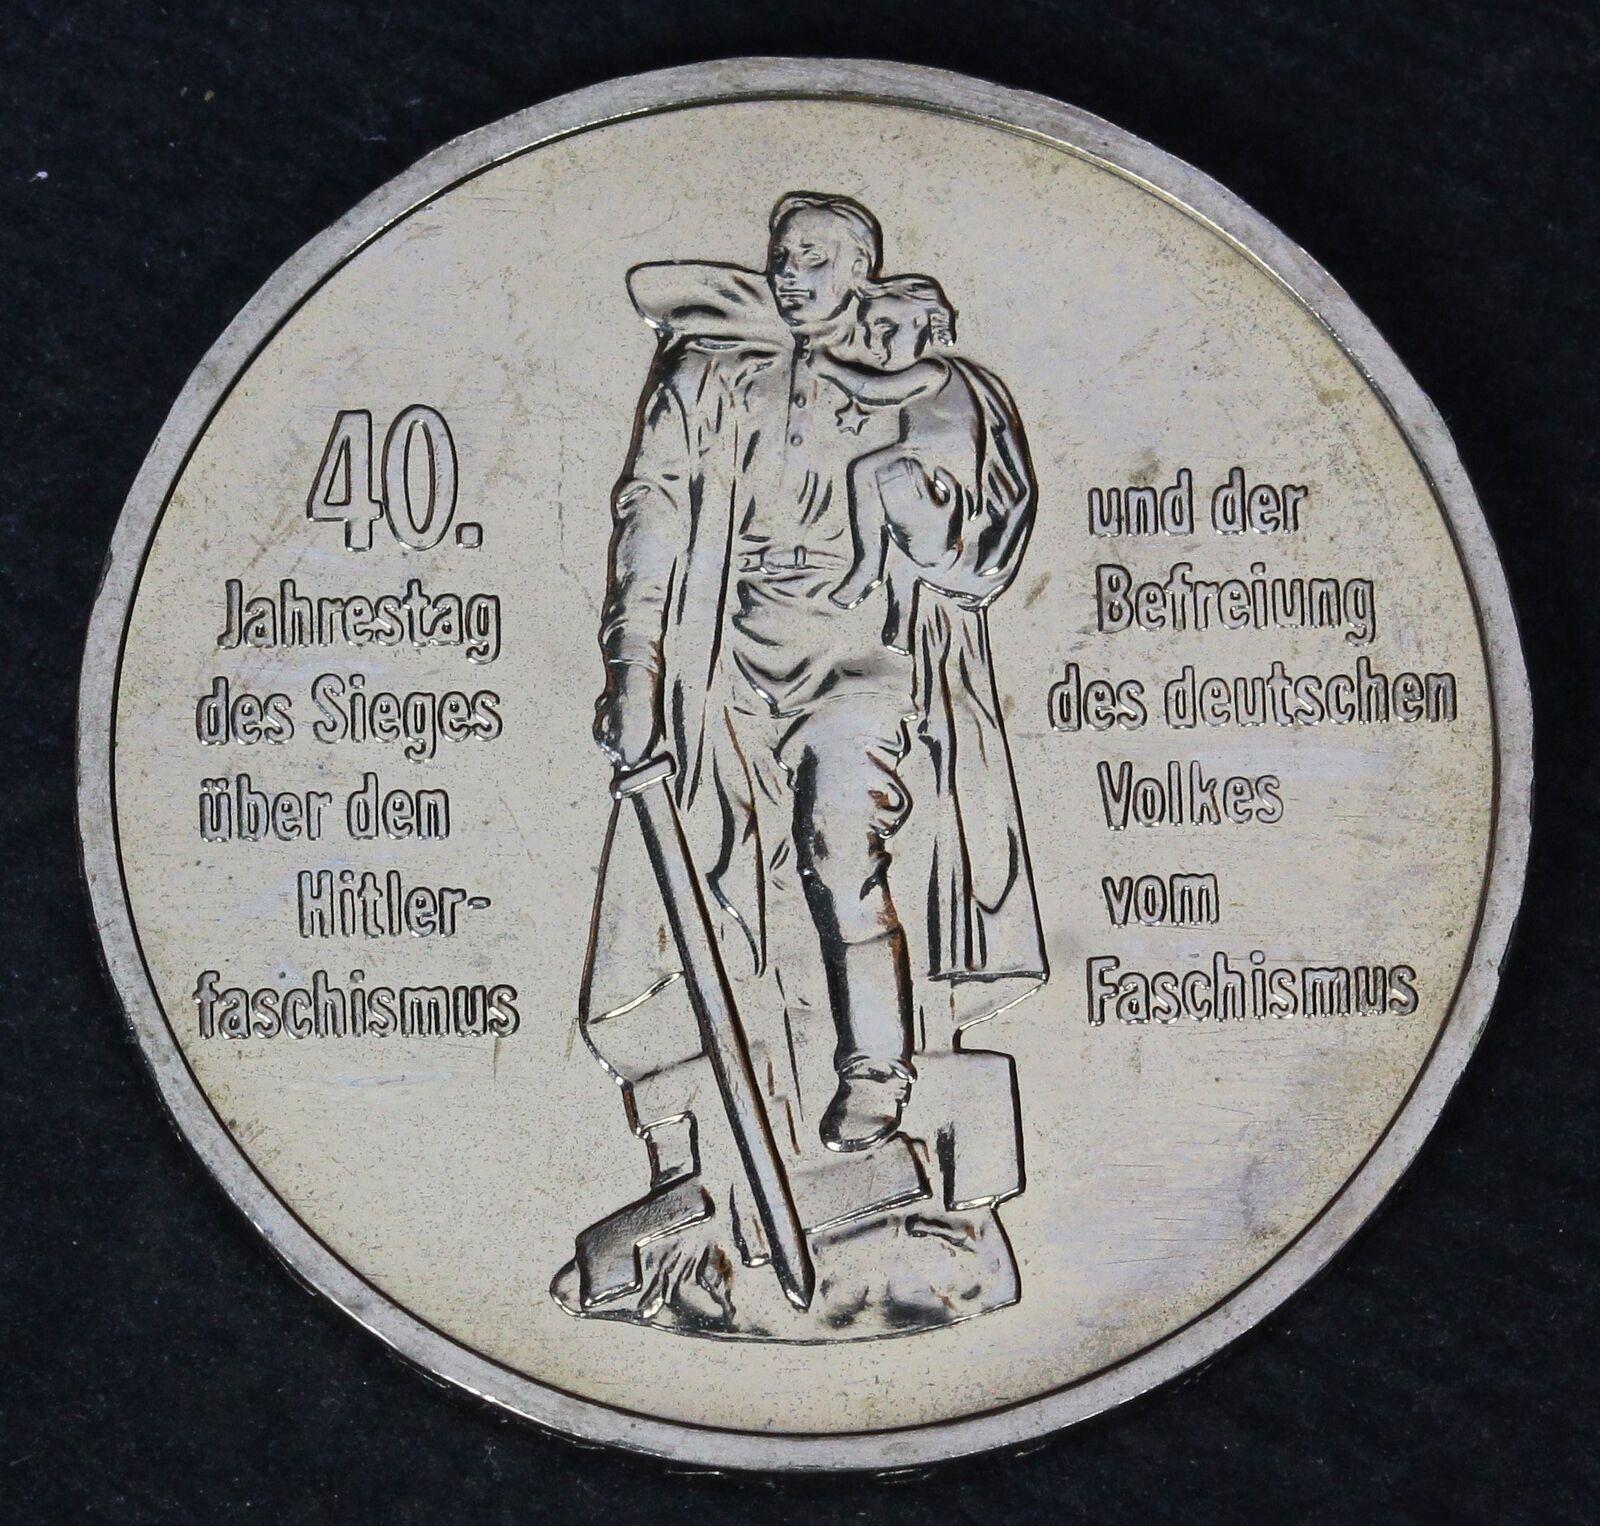 40.
Jahrestag
des Sieges
über den
Hitler-
faschismus
und der
Befreiung
des deutschen
Volkes
vom
Faschismus